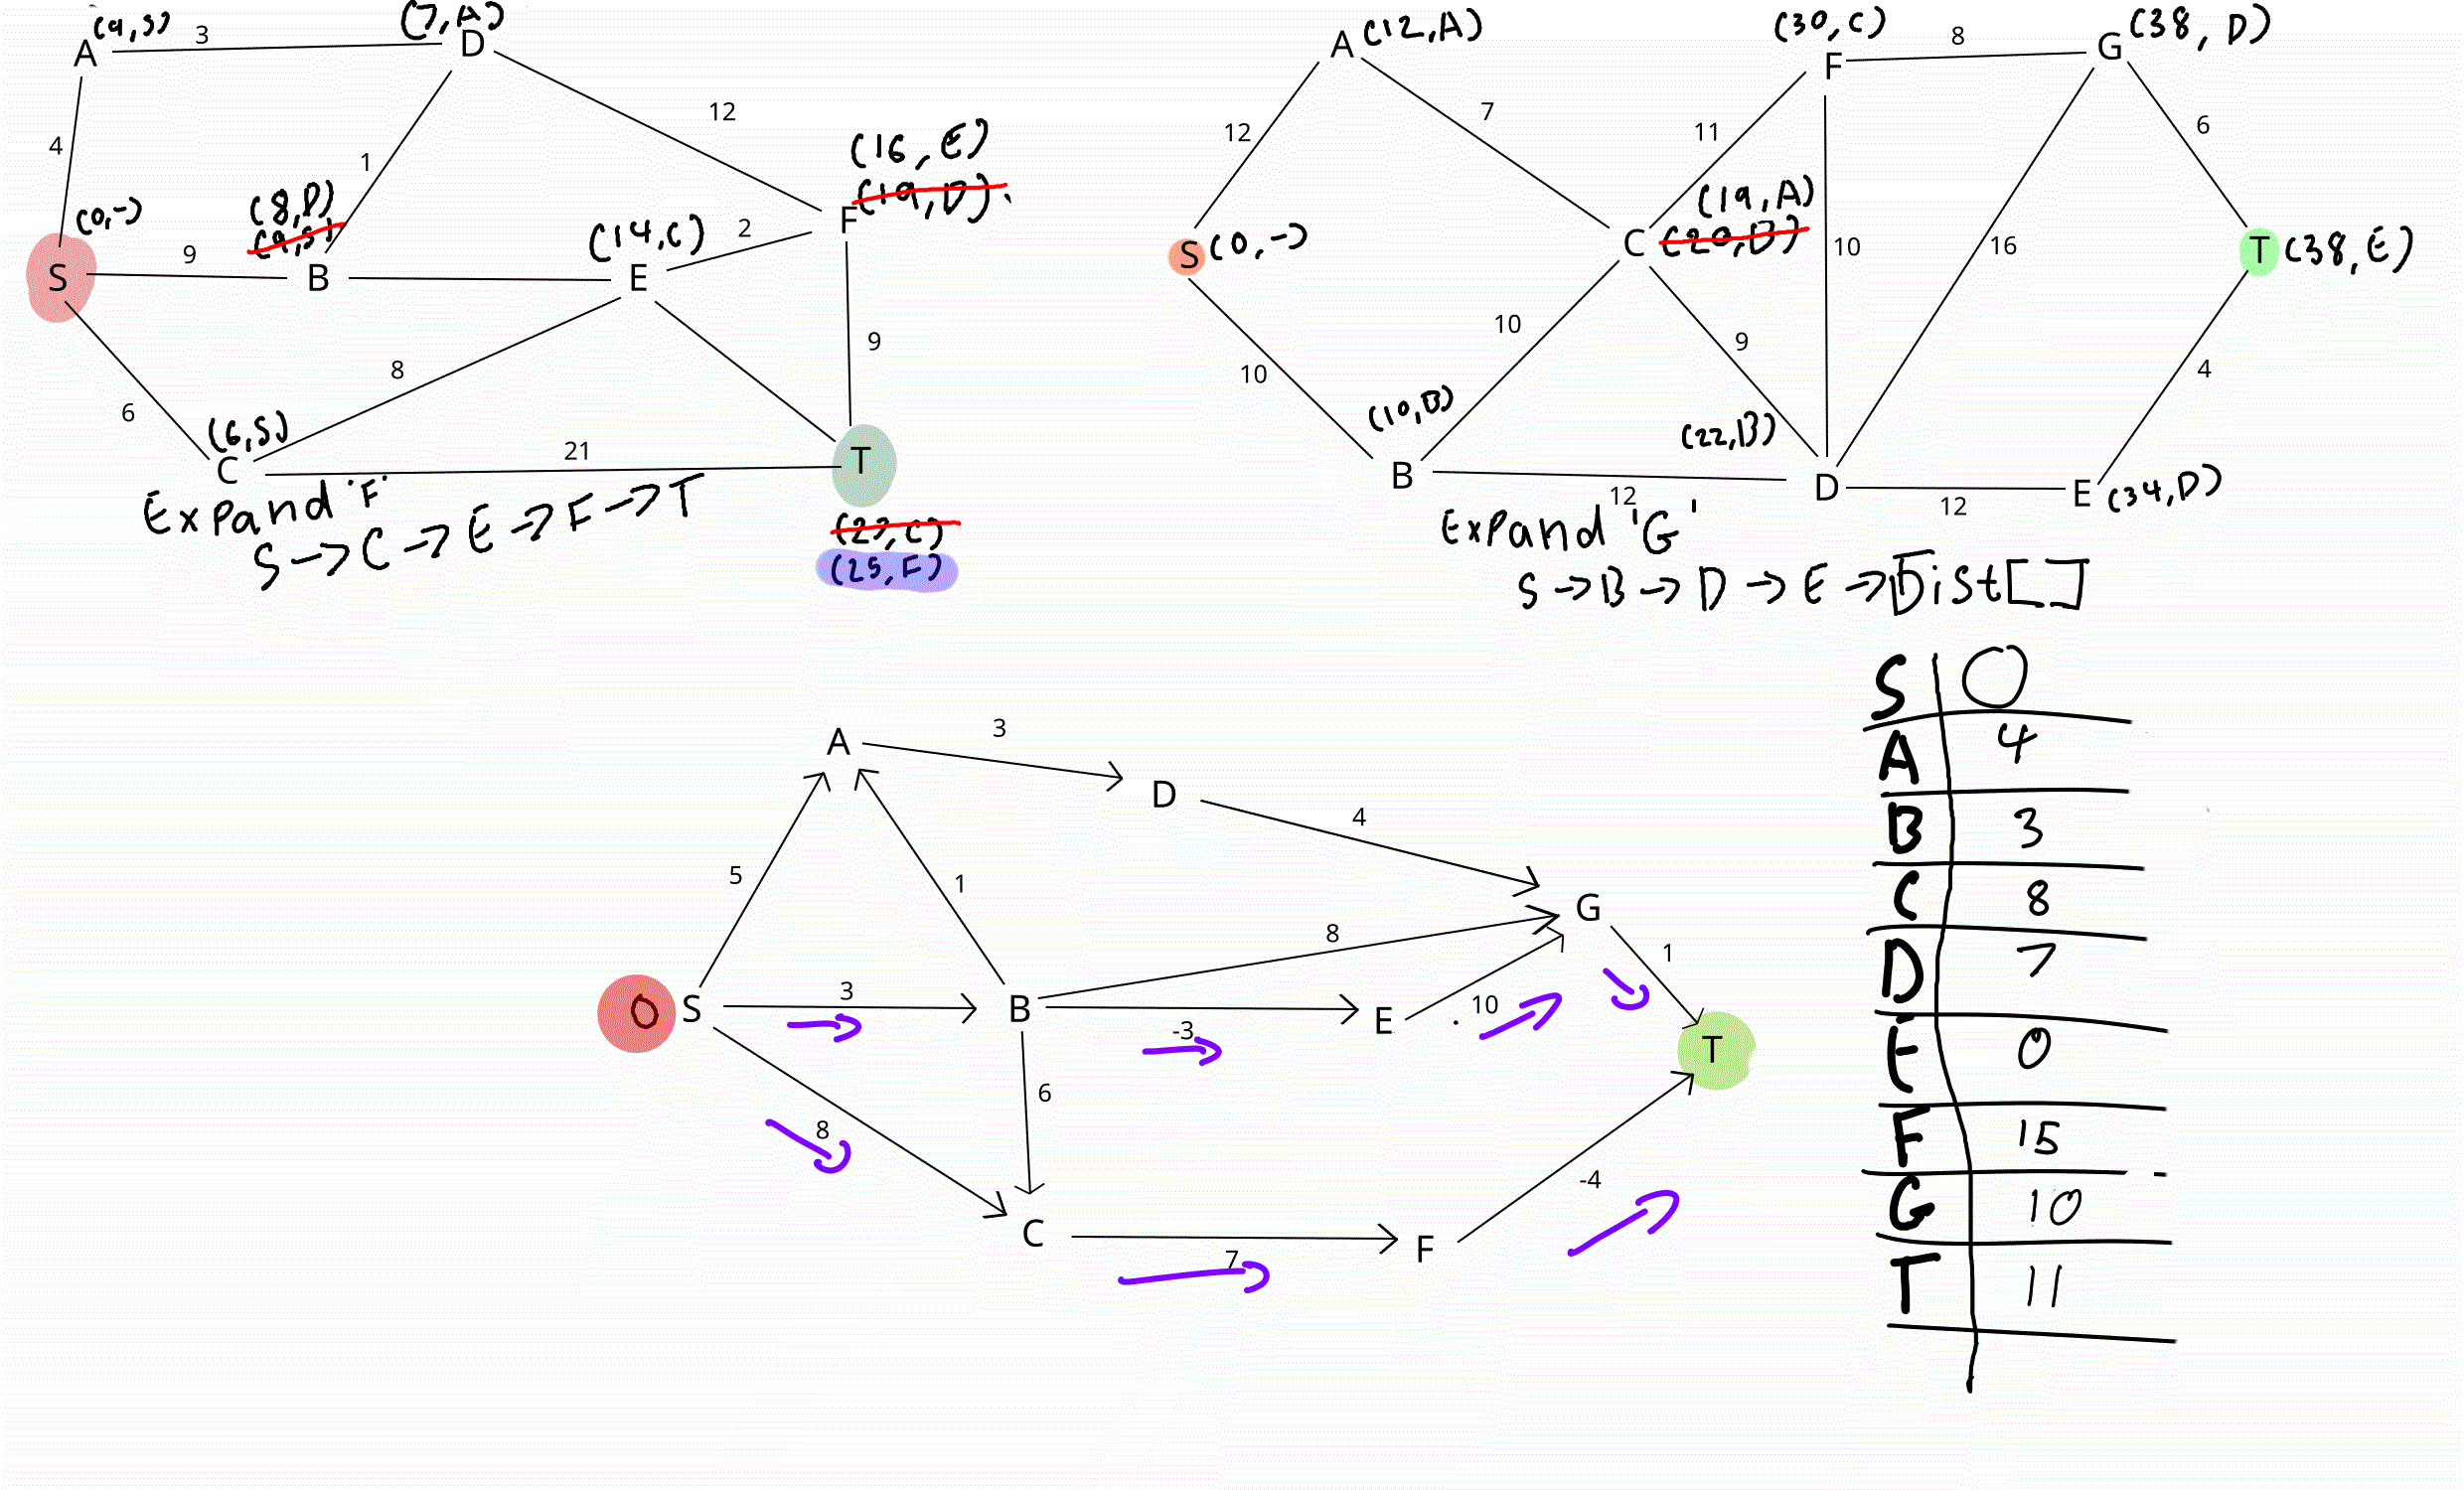 A (4,S)
3
(7,A)
D
4
1
12
(16,E)
(19,D)
F
(0,-)
S
9
(8,D)
(9,S)
B
(14,C)
E
2
9
8
6
(6,S)
C
21
T
(27,C)
(25,F)
Expand 'F'
S → C → E → F → T
A (12,A)
(30,C)
F
8
G (38, D)
12
7
11
6
(19,A)
C (20,B)
10
16
S (0,-)
T (38,E)
10
10
9
4
(10,B)
B
(22,B)
D
12
12
E (34,D)
Expand 'G'
S → B → D → E → Dist[ ]
A
3
D
4
5
1
G
8
1
O S
3
B
-3
E
10
T
8
6
-4
C
7
F
S 0
A 4
B 3
C 8
D 7
E 0
F 15
G 10
T 11